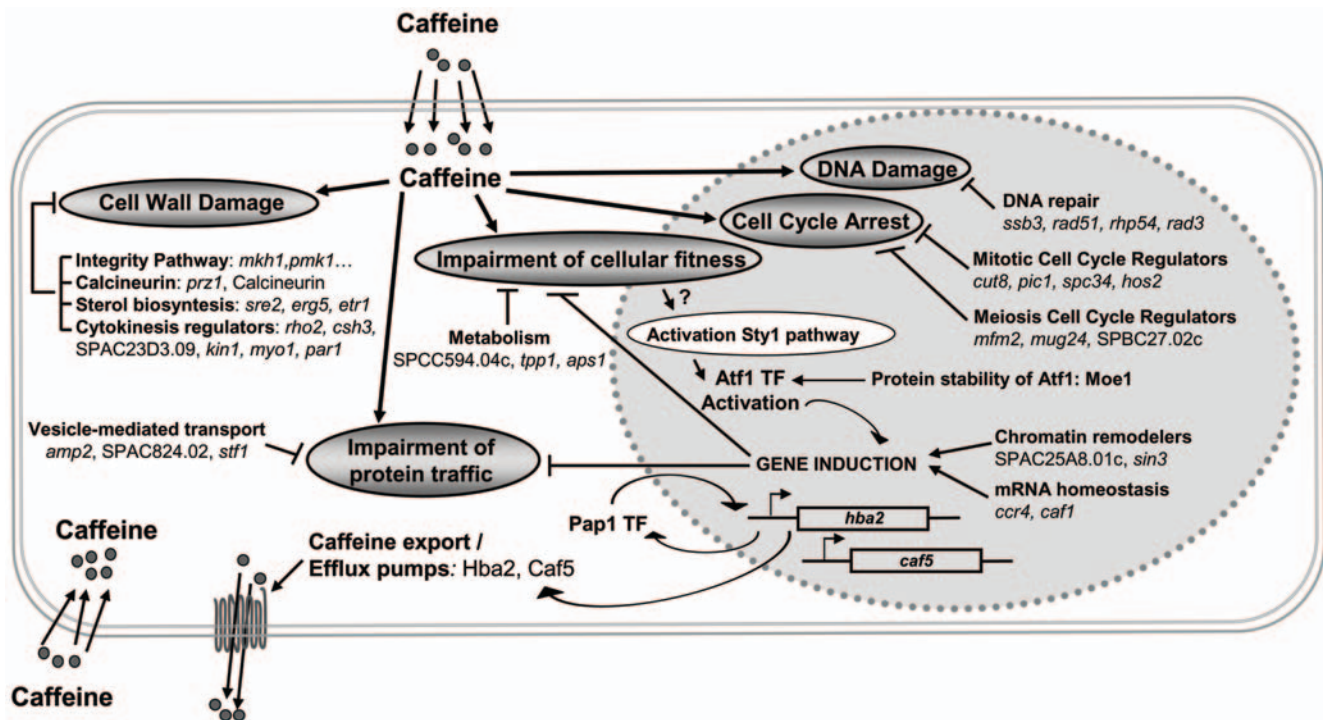 Caffeine
Caffeine
DNA Damage
Cell Wall Damage
DNA repair
ssb3, rad51, rhp54, rad3
Cell Cycle Arrest
Integrity Pathway: mkh1,pmk1…
Calcineurin: prz1, Calcineurin
Sterol biosyntesis: sre2, erg5, etr1
Cytokinesis regulators: rho2, csh3,
SPAC23D3.09, kin1, myo1, par1
Impairment of cellular fitness
Mitotic Cell Cycle Regulators
cut8, pic1, spc34, hos2
?
Meiosis Cell Cycle Regulators
mfm2, mug24, SPBC27.02c
Metabolism
SPCC594.04c, tpp1, aps1
Activation Sty1 pathway
Atf1 TF
Activation
Protein stability of Atf1: Moe1
Vesicle-mediated transport
amp2, SPAC824.02, stf1
Impairment of
protein traffic
GENE INDUCTION
Chromatin remodelers
SPAC25A8.01c, sin3
mRNA homeostasis
ccr4, caf1
Pap1 TF
hba2
caf5
Caffeine
Caffeine export /
Efflux pumps: Hba2, Caf5
Caffeine